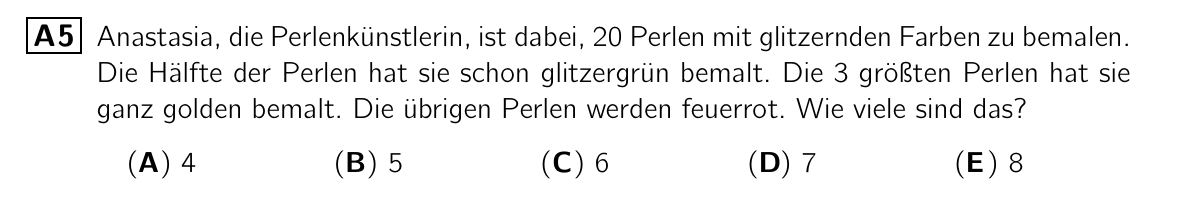 A5 Anastasia, die Perlenkünstlerin, ist dabei, 20 Perlen mit glitzernden Farben zu bemalen.
Die Hälfte der Perlen hat sie schon glitzergrün bemalt. Die 3 größten Perlen hat sie
ganz golden bemalt. Die übrigen Perlen werden feuerrot. Wie viele sind das?
(A) 4 (B) 5 (C) 6 (D) 7 (E) 8